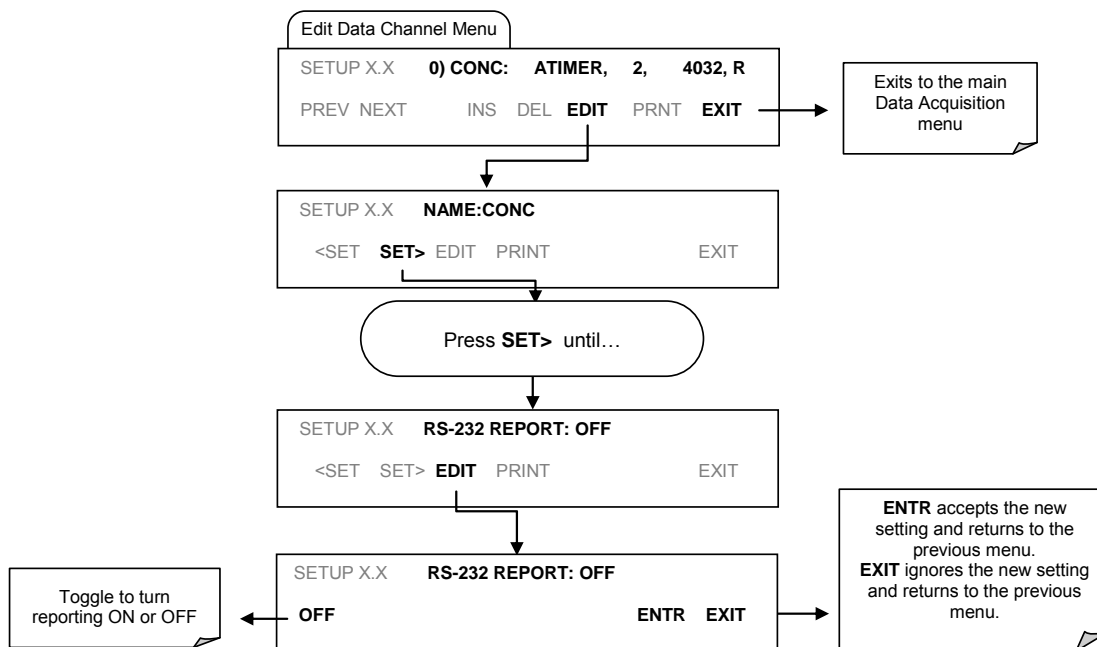 Edit Data Channel Menu
SETUP X.X 0) CONC: ATIMER, 2, 4032, R
PREV NEXT INS DEL EDIT PRNT EXIT
Exits to the main
Data Acquisition
menu
SETUP X.X NAME:CONC
<SET SET> EDIT PRINT EXIT
Press SET> until…
SETUP X.X RS-232 REPORT: OFF
<SET SET> EDIT PRINT EXIT
SETUP X.X RS-232 REPORT: OFF
OFF ENTR EXIT
Toggle to turn
reporting ON or OFF
ENTR accepts the new
setting and returns to the
previous menu.
EXIT ignores the new setting
and returns to the previous
menu.